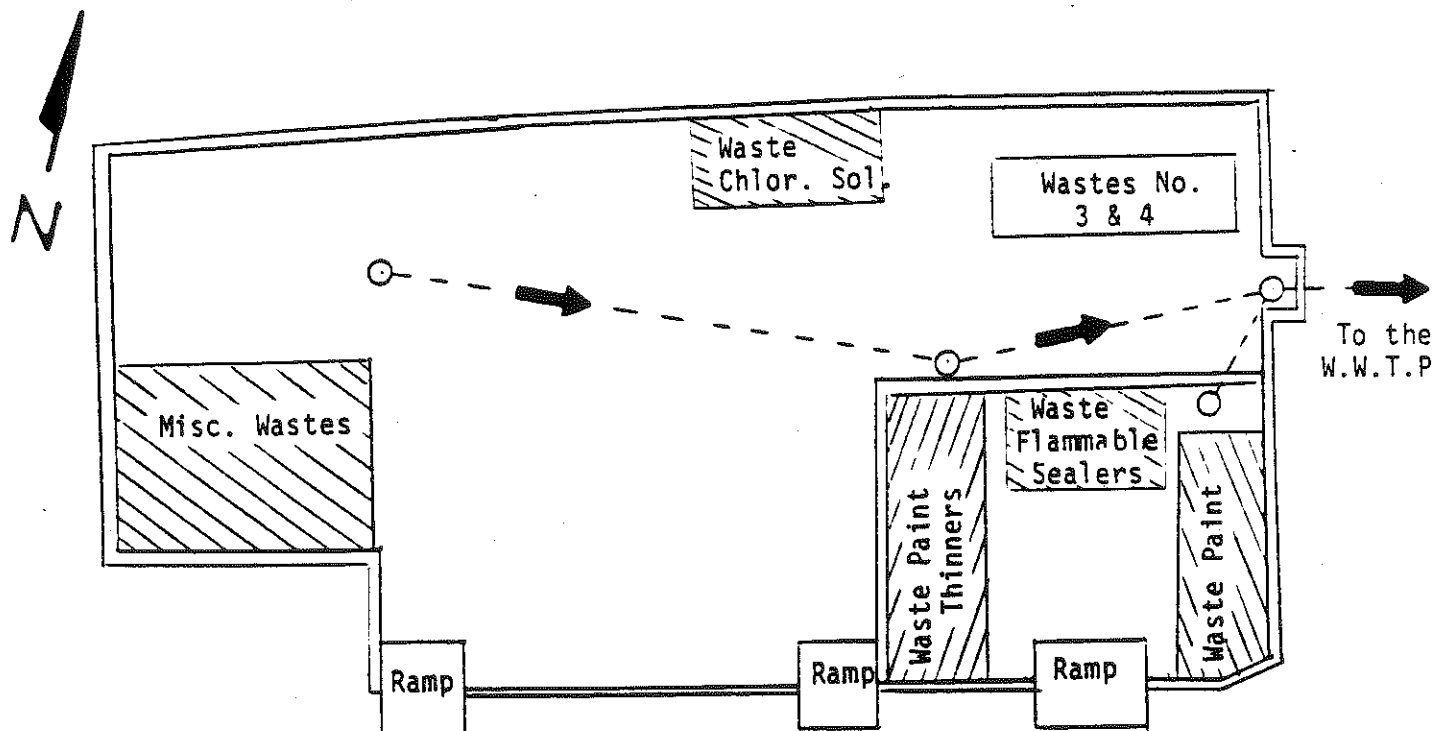 N
Waste
Chlor. Sol.
Wastes No.
3 & 4
To the
W.W.T.P
Misc. Wastes
Waste
Flammable
Sealers
Waste Paint
Thinners
Waste Paint
Ramp
Ramp
Ramp